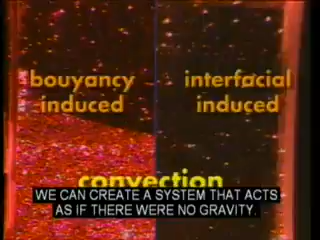 bouyancy
induced
interfacial
induced
convection
WE CAN CREATE A SYSTEM THAT ACTS
AS IF THERE WERE NO GRAVITY.